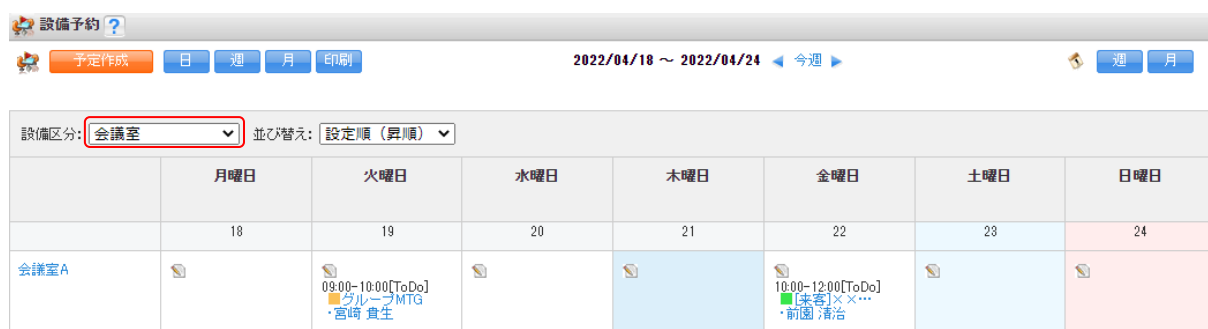 設備予約 ?
予定作成 日 週 月 印刷 2022/04/18 ～ 2022/04/24 今週 週 月
設備区分: 会議室 並び替え: 設定順（昇順）
月曜日 火曜日 水曜日 木曜日 金曜日 土曜日 日曜日
18 19 20 21 22 23 24
会議室A
09:00-10:00[ToDo]
グループMTG
・宮崎 貴生
10:00-12:00[ToDo]
[来客]××…
・前園 清治